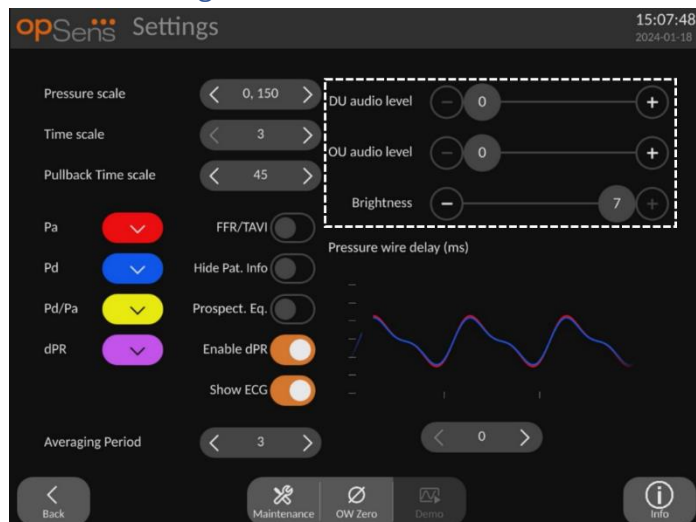 opSens Settings
15:07:48
2024-01-18
Pressure scale
0, 150
Time scale
3
Pullback Time scale
45
DU audio level
0
OU audio level
0
Brightness
7
Pa
FFR/TAVI
Pd
Hide Pat. Info
Pd/Pa
Prospect. Eq.
dPR
Enable dPR
Show ECG
Averaging Period
3
Pressure wire delay (ms)
0
Back
Maintenance
OW Zero
Demo
Info